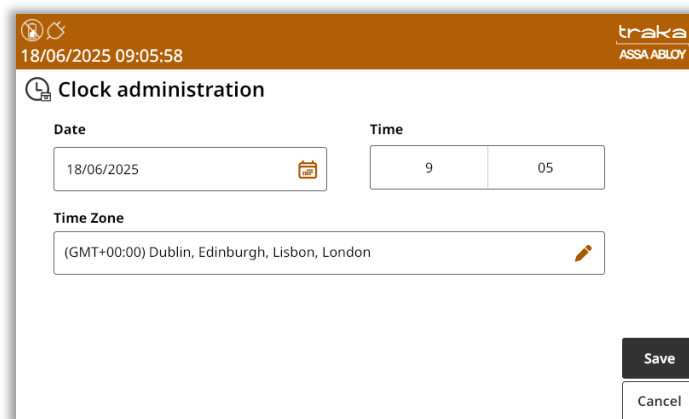 18/06/2025 09:05:58
traka
ASSA ABLOY
Clock administration
Date
Time
18/06/2025
9
05
Time Zone
(GMT+00:00) Dublin, Edinburgh, Lisbon, London
Save
Cancel